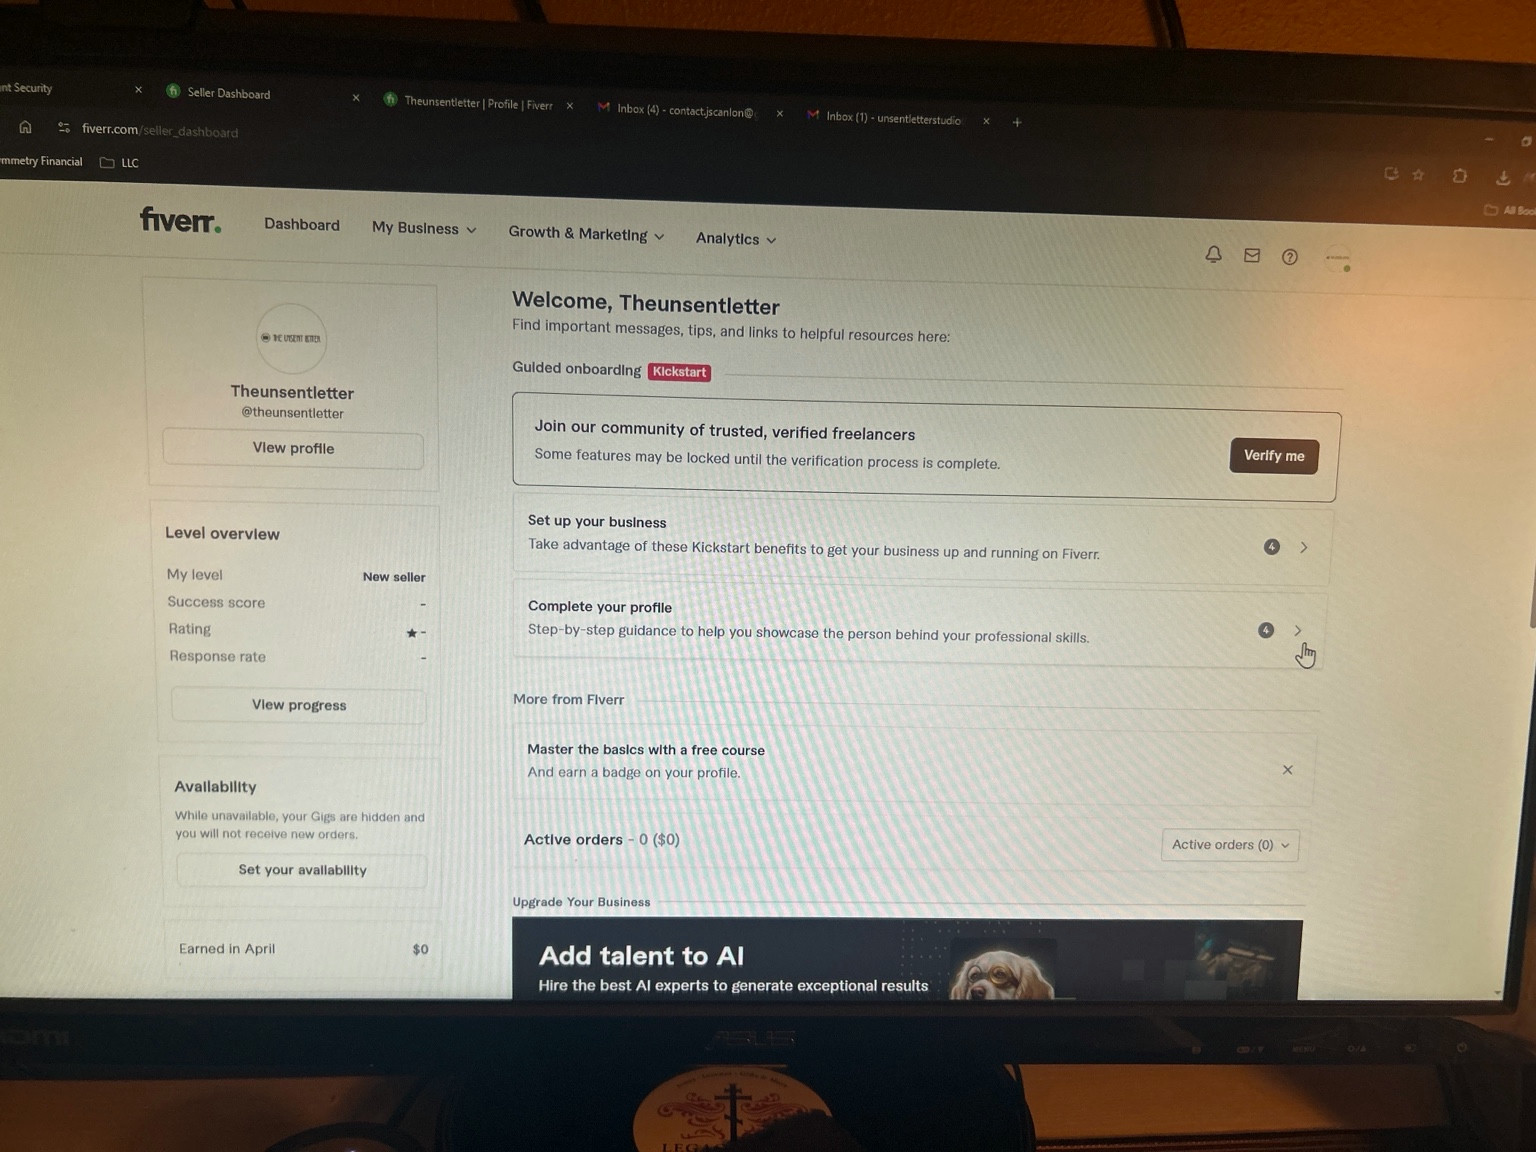 nt Security
Seller Dashboard
Theunsentletter | Profile | Fiverr
Inbox (4) - contact.jscanlon@
Inbox (1) - unsentletterstudio
fiverr.com/seller_dashboard
mmetry Financial
LLC
All Boo
fiverr.
Dashboard
My Business
Growth & Marketing
Analytics
THE UNSENT LETTER
Theunsentletter
@theunsentletter
View profile
Level overview
My level New seller
Success score -
Rating ★ -
Response rate -
View progress
Availability
While unavailable, your Gigs are hidden and
you will not receive new orders.
Set your availability
Earned in April $0
Welcome, Theunsentletter
Find important messages, tips, and links to helpful resources here:
Guided onboarding Kickstart
Join our community of trusted, verified freelancers
Some features may be locked until the verification process is complete.
Verify me
Set up your business
Take advantage of these Kickstart benefits to get your business up and running on Fiverr.
4
Complete your profile
Step-by-step guidance to help you showcase the person behind your professional skills.
4
More from Fiverr
Master the basics with a free course
And earn a badge on your profile.
Active orders - 0 ($0)
Active orders (0)
Upgrade Your Business
Add talent to AI
Hire the best AI experts to generate exceptional results
HDMI
ASUS